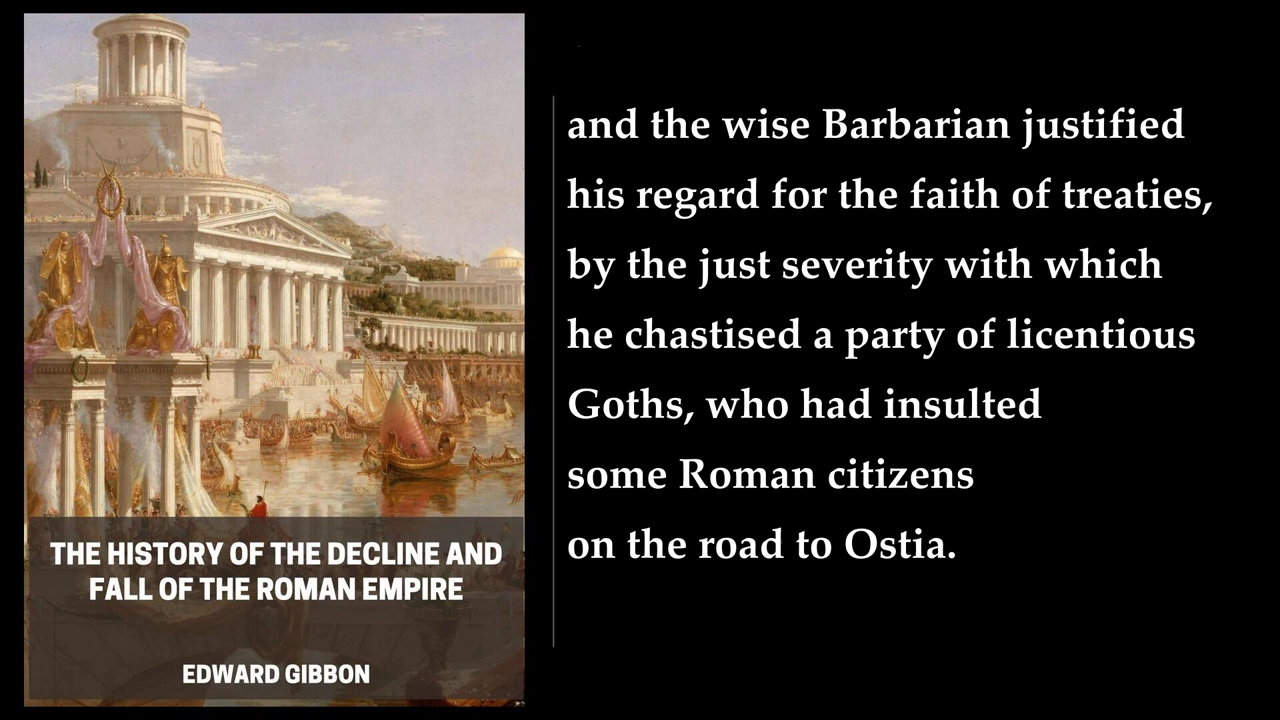 THE HISTORY OF THE DECLINE AND
FALL OF THE ROMAN EMPIRE
EDWARD GIBBON
and the wise Barbarian justified
his regard for the faith of treaties,
by the just severity with which
he chastised a party of licentious
Goths, who had insulted
some Roman citizens
on the road to Ostia.